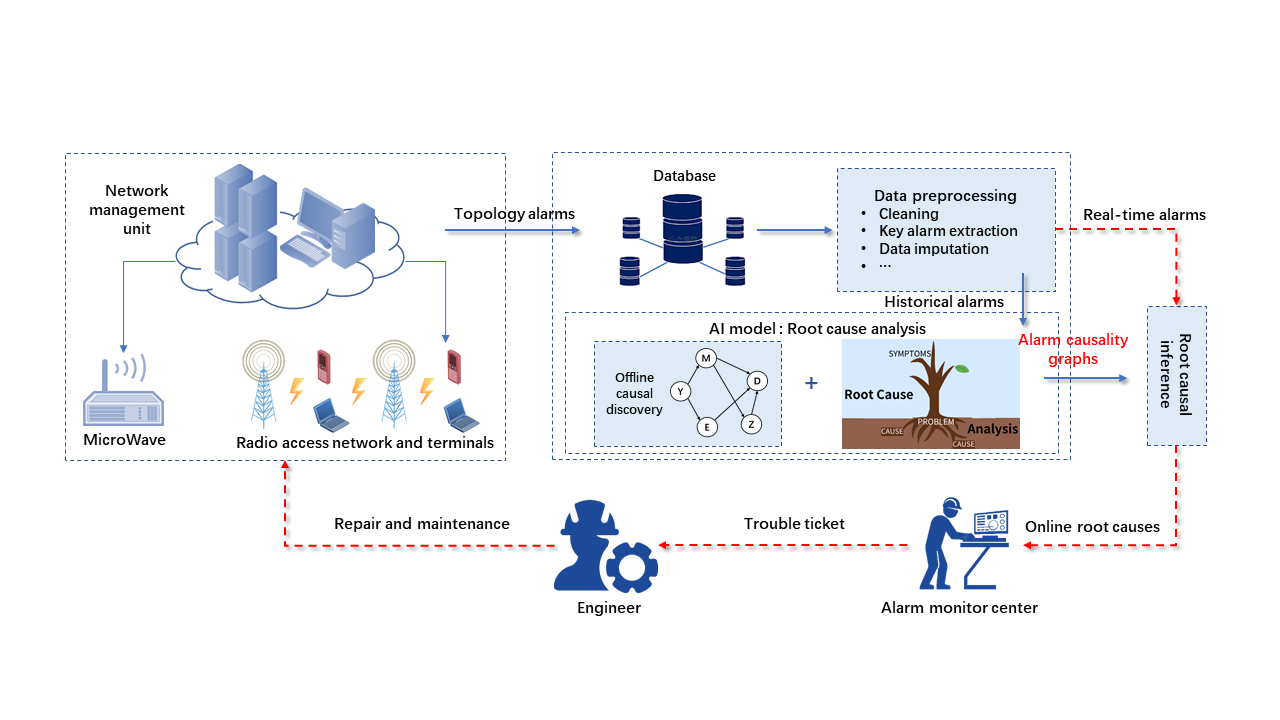 Network
management
unit
MicroWave
Radio access network and terminals
Topology alarms
Database
Data preprocessing
• Cleaning
• Key alarm extraction
• Data imputation
• ...
Real-time alarms
Historical alarms
AI model : Root cause analysis
Offline
causal
discovery
M
D
Y
E
Z
+
SYMPTOMS
Root Cause
PROBLEM
Analysis
CAUSE
CAUSE
Alarm causality
graphs
Root causal
inference
Online root causes
Alarm monitor center
Trouble ticket
Engineer
Repair and maintenance